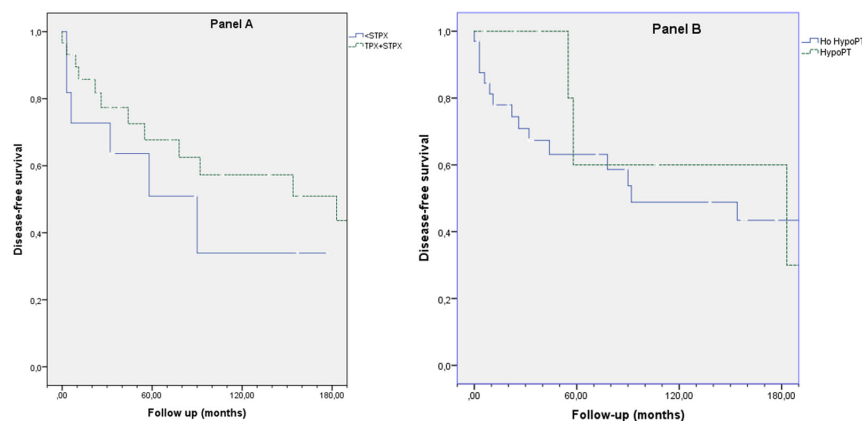 Panel A
<STPX
TPX+STPX
1,0
0,8
0,6
0,4
0,2
0,0
Disease-free survival
,00
60,00
120,00
180,00
Follow up (months)
Panel B
Ho HypoPT
HypoPT
1,0
0,8
0,6
0,4
0,2
0,0
Disease-free survival
,00
60,00
120,00
180,00
Follow-up (months)